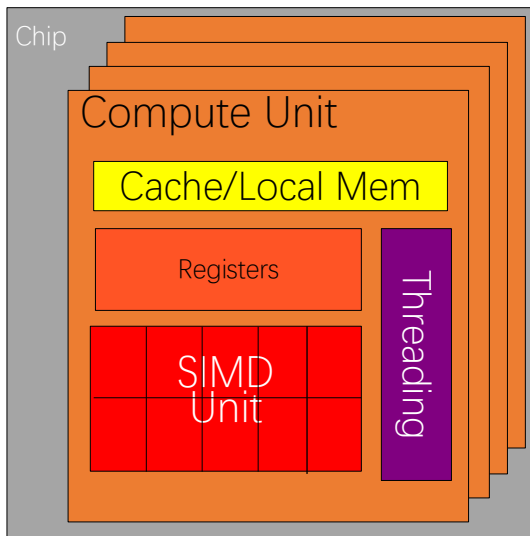 Chip
Compute Unit
Cache/Local Mem
Registers
Threading
SIMD
Unit